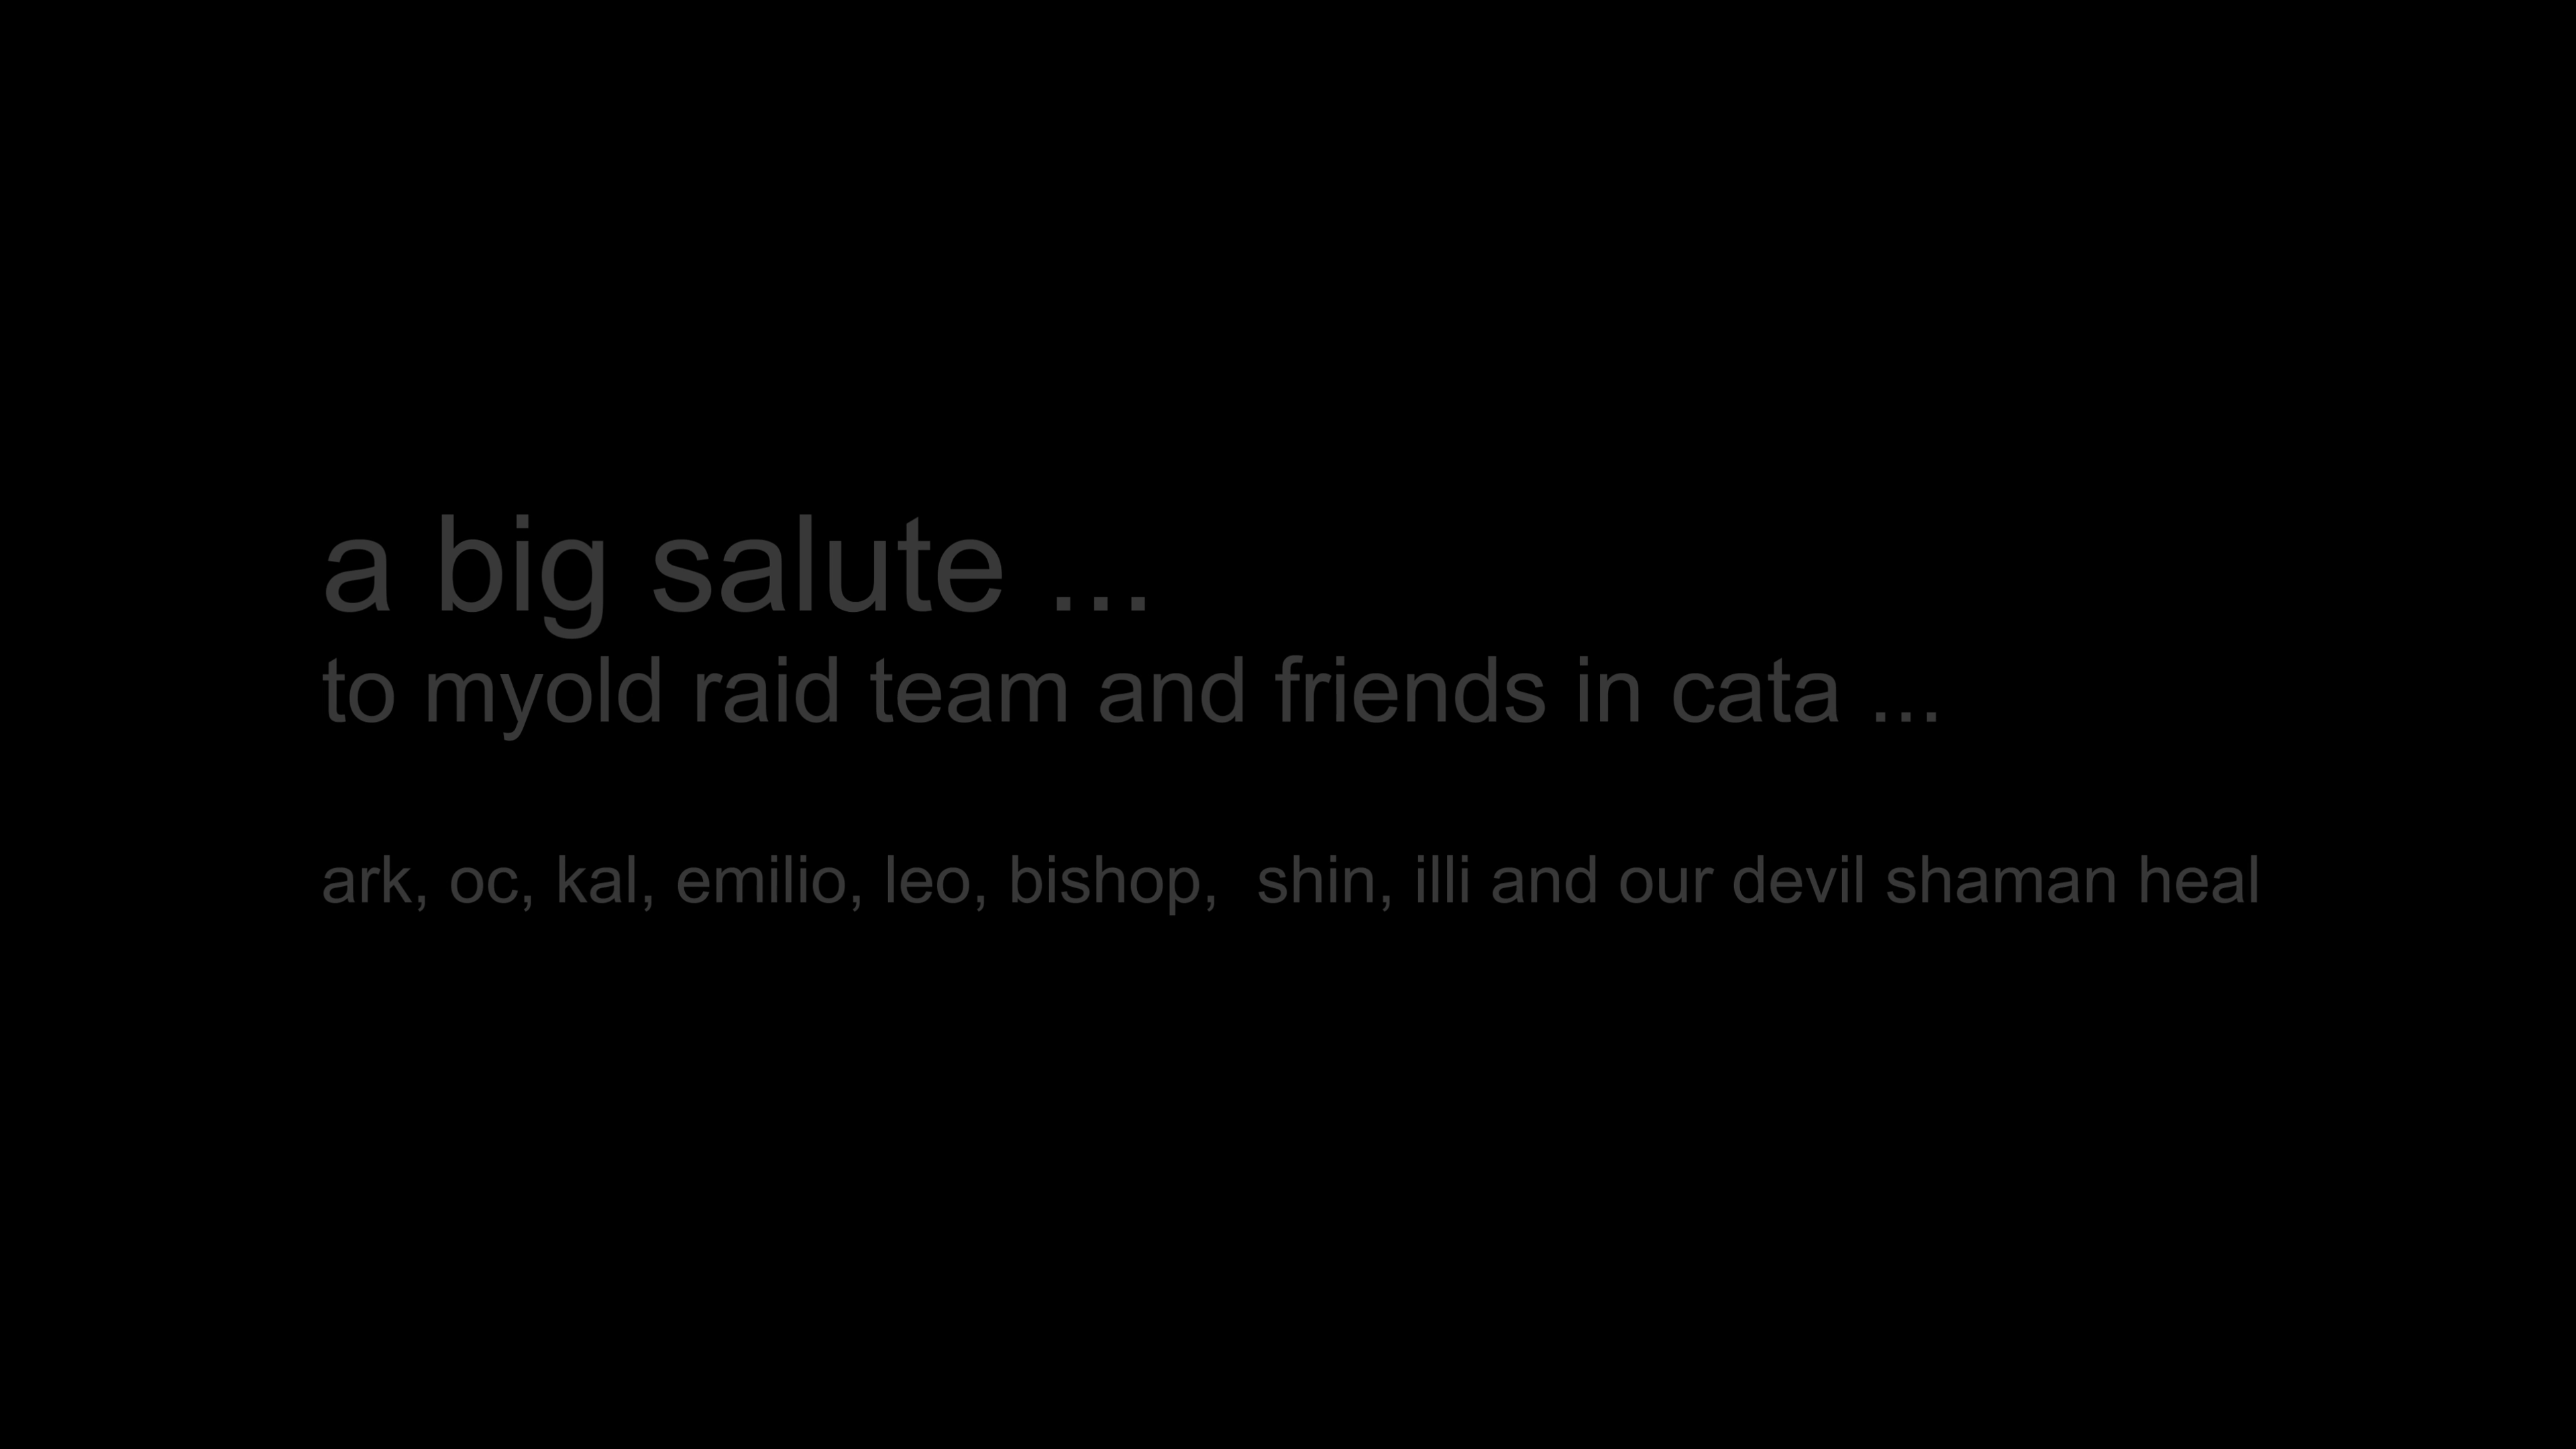 a big salute ...
to myold raid team and friends in cata ...
ark, oc, kal, emilio, leo, bishop,  shin, illi and our devil shaman heal